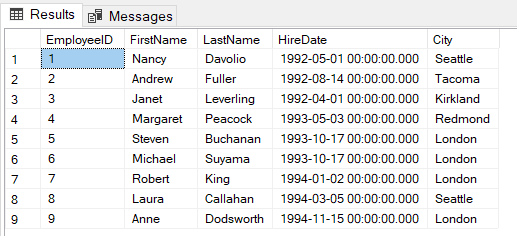 Results Messages
EmployeeID FirstName LastName HireDate City
1 1 Nancy Davolio 1992-05-01 00:00:00.000 Seattle
2 2 Andrew Fuller 1992-08-14 00:00:00.000 Tacoma
3 3 Janet Leverling 1992-04-01 00:00:00.000 Kirkland
4 4 Margaret Peacock 1993-05-03 00:00:00.000 Redmond
5 5 Steven Buchanan 1993-10-17 00:00:00.000 London
6 6 Michael Suyama 1993-10-17 00:00:00.000 London
7 7 Robert King 1994-01-02 00:00:00.000 London
8 8 Laura Callahan 1994-03-05 00:00:00.000 Seattle
9 9 Anne Dodsworth 1994-11-15 00:00:00.000 London